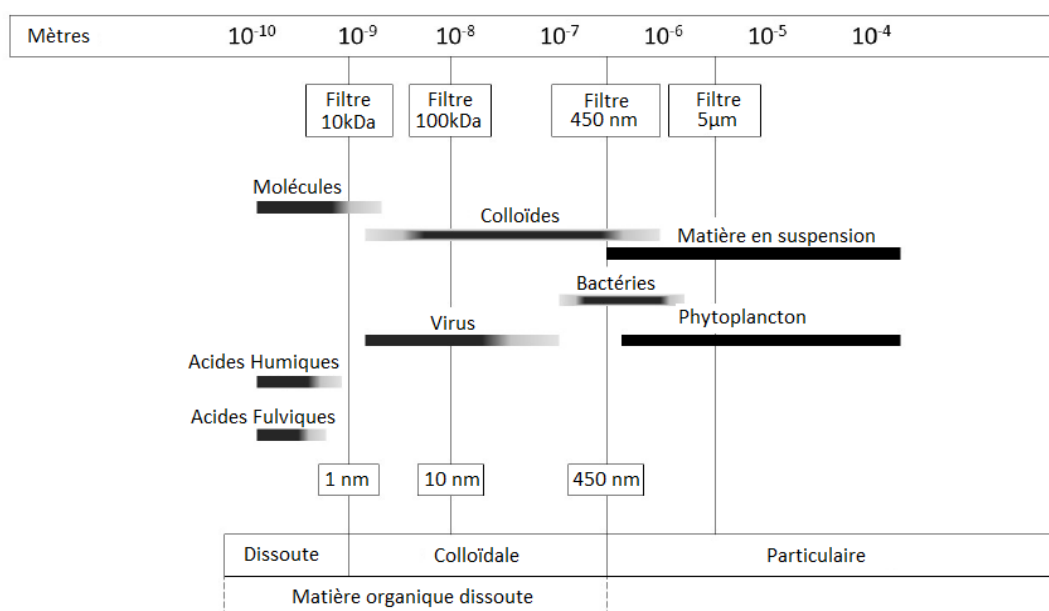 Mètres 10⁻¹⁰ 10⁻⁹ 10⁻⁸ 10⁻⁷ 10⁻⁶ 10⁻⁵ 10⁻⁴
Filtre 10kDa
Filtre 100kDa
Filtre 450 nm
Filtre 5µm
Molécules
Colloïdes
Matière en suspension
Bactéries
Virus
Phytoplancton
Acides Humiques
Acides Fulviques
1 nm 10 nm 450 nm
Dissoute Colloïdale Particulaire
Matière organique dissoute